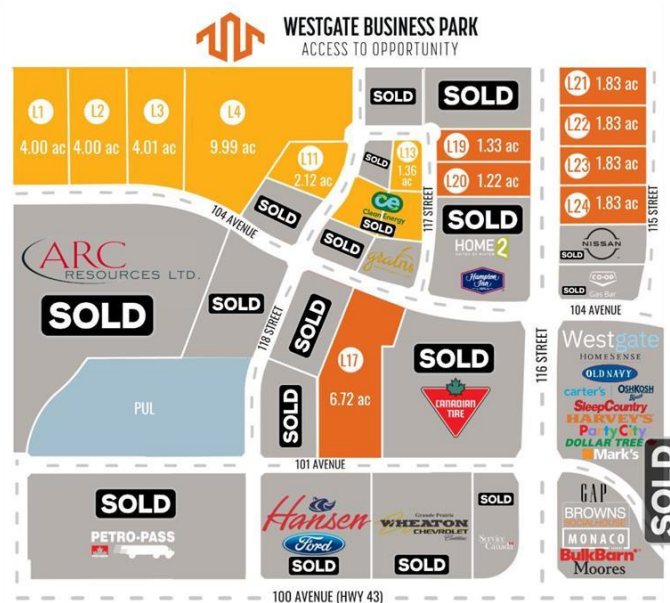 WESTGATE BUSINESS PARK
ACCESS TO OPPORTUNITY
L1
4.00 ac
L2
4.00 ac
L3
4.01 ac
L4
9.99 ac
SOLD
SOLD
L21 1.83 ac
L22 1.83 ac
L23 1.83 ac
L24 1.83 ac
L11
2.12 ac
SOLD
L13
1.36
ac
L19 1.33 ac
L20 1.22 ac
117 STREET
115 STREET
104 AVENUE
SOLD
ce
Clean Energy
SOLD
SOLD
grains
SOLD
HOME2
Hampton
Inn
NISSAN
SOLD
CO-OP
SOLD Gas Bar
104 AVENUE
ARC
RESOURCES LTD.
SOLD
SOLD
118 STREET
SOLD
L17
6.72 ac
SOLD
SOLD
CANADIAN
TIRE
116 STREET
Westgate
HOMESENSE
OLD NAVY
carter's OSHKOSH
SleepCountry
HARVEY'S
PartyCity
DOLLAR TREE
Mark's
PUL
101 AVENUE
SOLD
PETRO-PASS
Hansen
Ford
SOLD
Grande Prairie
WHEATON
CHEVROLET
Cadillac
SOLD
SOLD
Service
Canada
GAP
BROWNS
SOCIALHOUSE
MONACO
BulkBarn
Moores
SOLD
100 AVENUE (HWY 43)